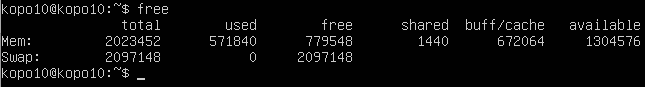 kopo10@kopo10:~$ free
              total        used        free      shared  buff/cache   available
Mem:        2023452      571840      779548        1440      672064     1304576
Swap:       2097148           0     2097148
kopo10@kopo10:~$ _